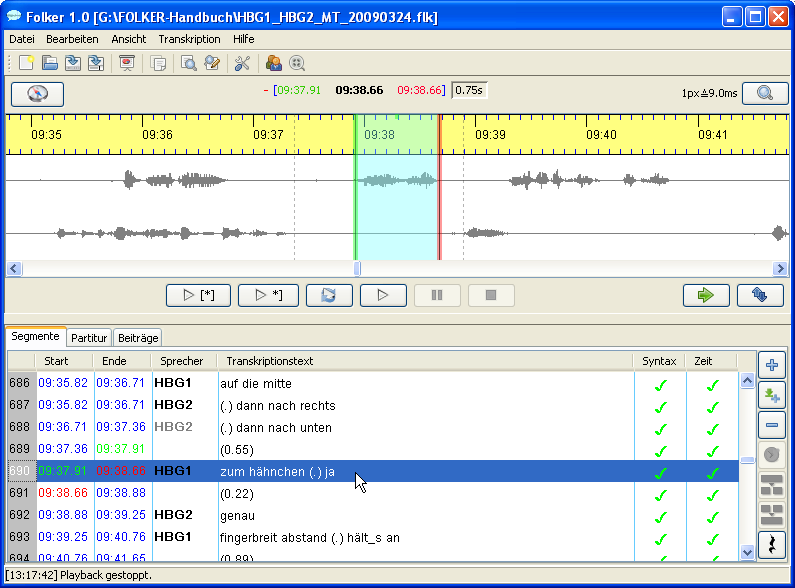 Folker 1.0 [G:\FOLKER-Handbuch\HBG1_HBG2_MT_20090324.flk]
Datei Bearbeiten Ansicht Transkription Hilfe
- [09:37.91 09:38.66 09:38.66] 0.75s 1px≙9.0ms
09:35 09:36 09:37 09:38 09:39 09:40 09:41
[*] *]
Segmente Partitur Beiträge
Start Ende Sprecher Transkriptionstext Syntax Zeit
686 09:35.82 09:36.71 HBG1 auf die mitte
687 09:35.82 09:36.71 HBG2 (.) dann nach rechts
688 09:36.71 09:37.36 HBG2 (.) dann nach unten
689 09:37.36 09:37.91 (0.55)
690 09:37.91 09:38.66 HBG1 zum hähnchen (.) ja
691 09:38.66 09:38.88 (0.22)
692 09:38.88 09:39.25 HBG2 genau
693 09:39.25 09:40.76 HBG1 fingerbreit abstand (.) hält_s an
694 09:40.76 09:41.65 (0.89)
[13:17:42] Playback gestoppt.